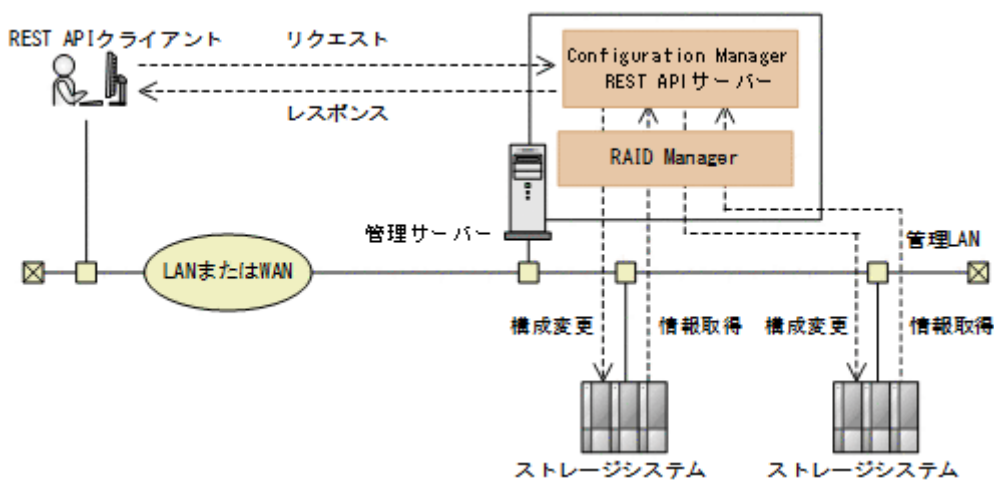 REST APIクライアント
リクエスト
レスポンス
Configuration Manager
REST APIサーバー
RAID Manager
管理サーバー
管理LAN
LANまたはWAN
構成変更
情報取得
構成変更
情報取得
ストレージシステム
ストレージシステム